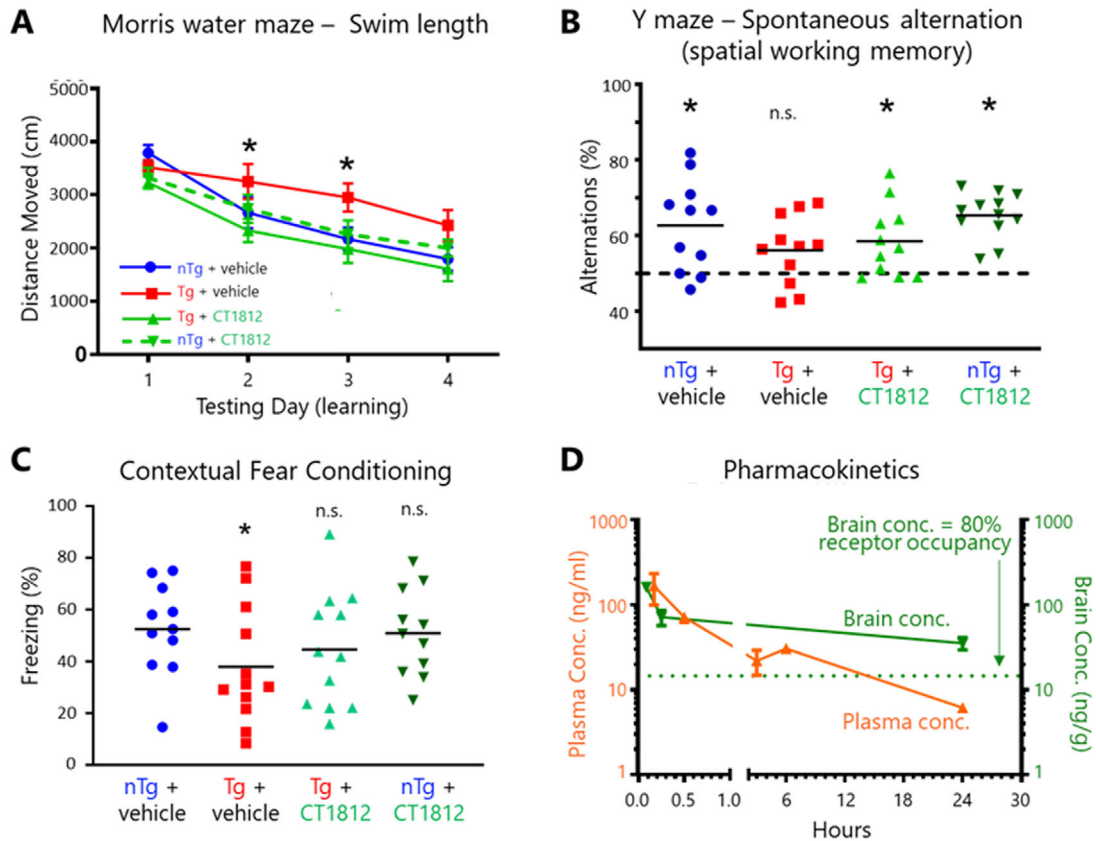 A
Morris water maze – Swim length
5000
4000
3000
2000
1000
0
Distance Moved (cm)
*
*
nTg + vehicle
Tg + vehicle
Tg + CT1812
nTg + CT1812
1 2 3 4
Testing Day (learning)
B
Y maze – Spontaneous alternation
(spatial working memory)
100
80
60
40
Alternations (%)
* n.s. * *
nTg + Tg + Tg + nTg +
vehicle vehicle CT1812 CT1812
C
Contextual Fear Conditioning
100
80
60
40
20
0
Freezing (%)
* n.s. n.s.
nTg + Tg + Tg + nTg +
vehicle vehicle CT1812 CT1812
D
Pharmacokinetics
1000
100
10
1
Plasma Conc. (ng/ml)
Brain conc. = 80%
receptor occupancy
Brain conc.
Plasma conc.
1000
100
10
1
Brain Conc. (ng/g)
0.0 0.5 1.0 6 12 18 24 30
Hours